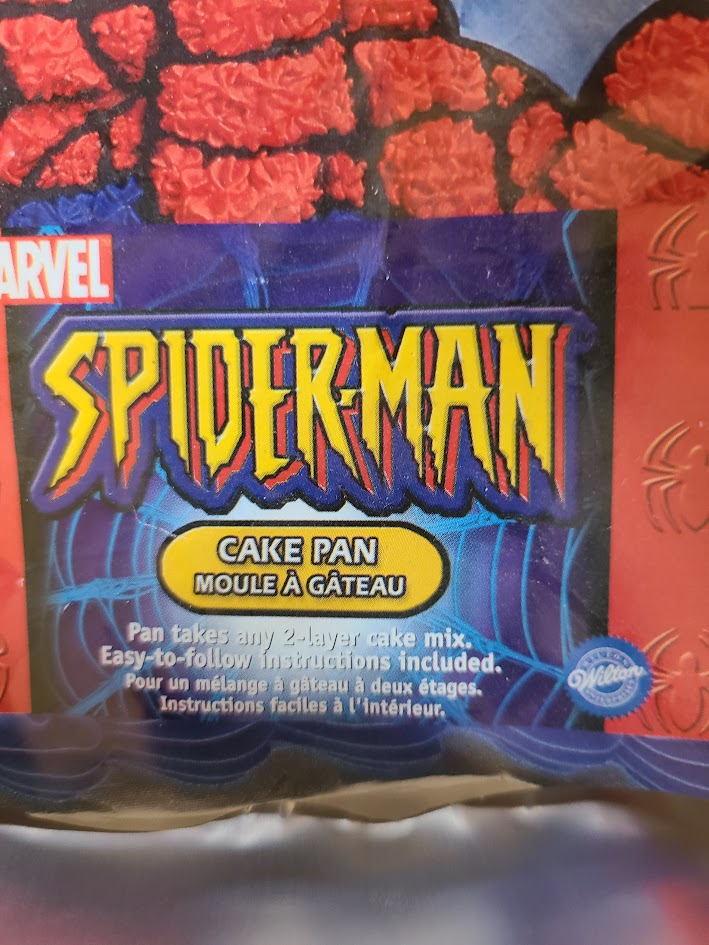 MARVEL
SPIDER-MAN
CAKE PAN
MOULE À GÂTEAU
Pan takes any 2-layer cake mix.
Easy-to-follow instructions included.
Pour un mélange à gâteau à deux étages.
Instructions faciles à l'intérieur.
Wilton